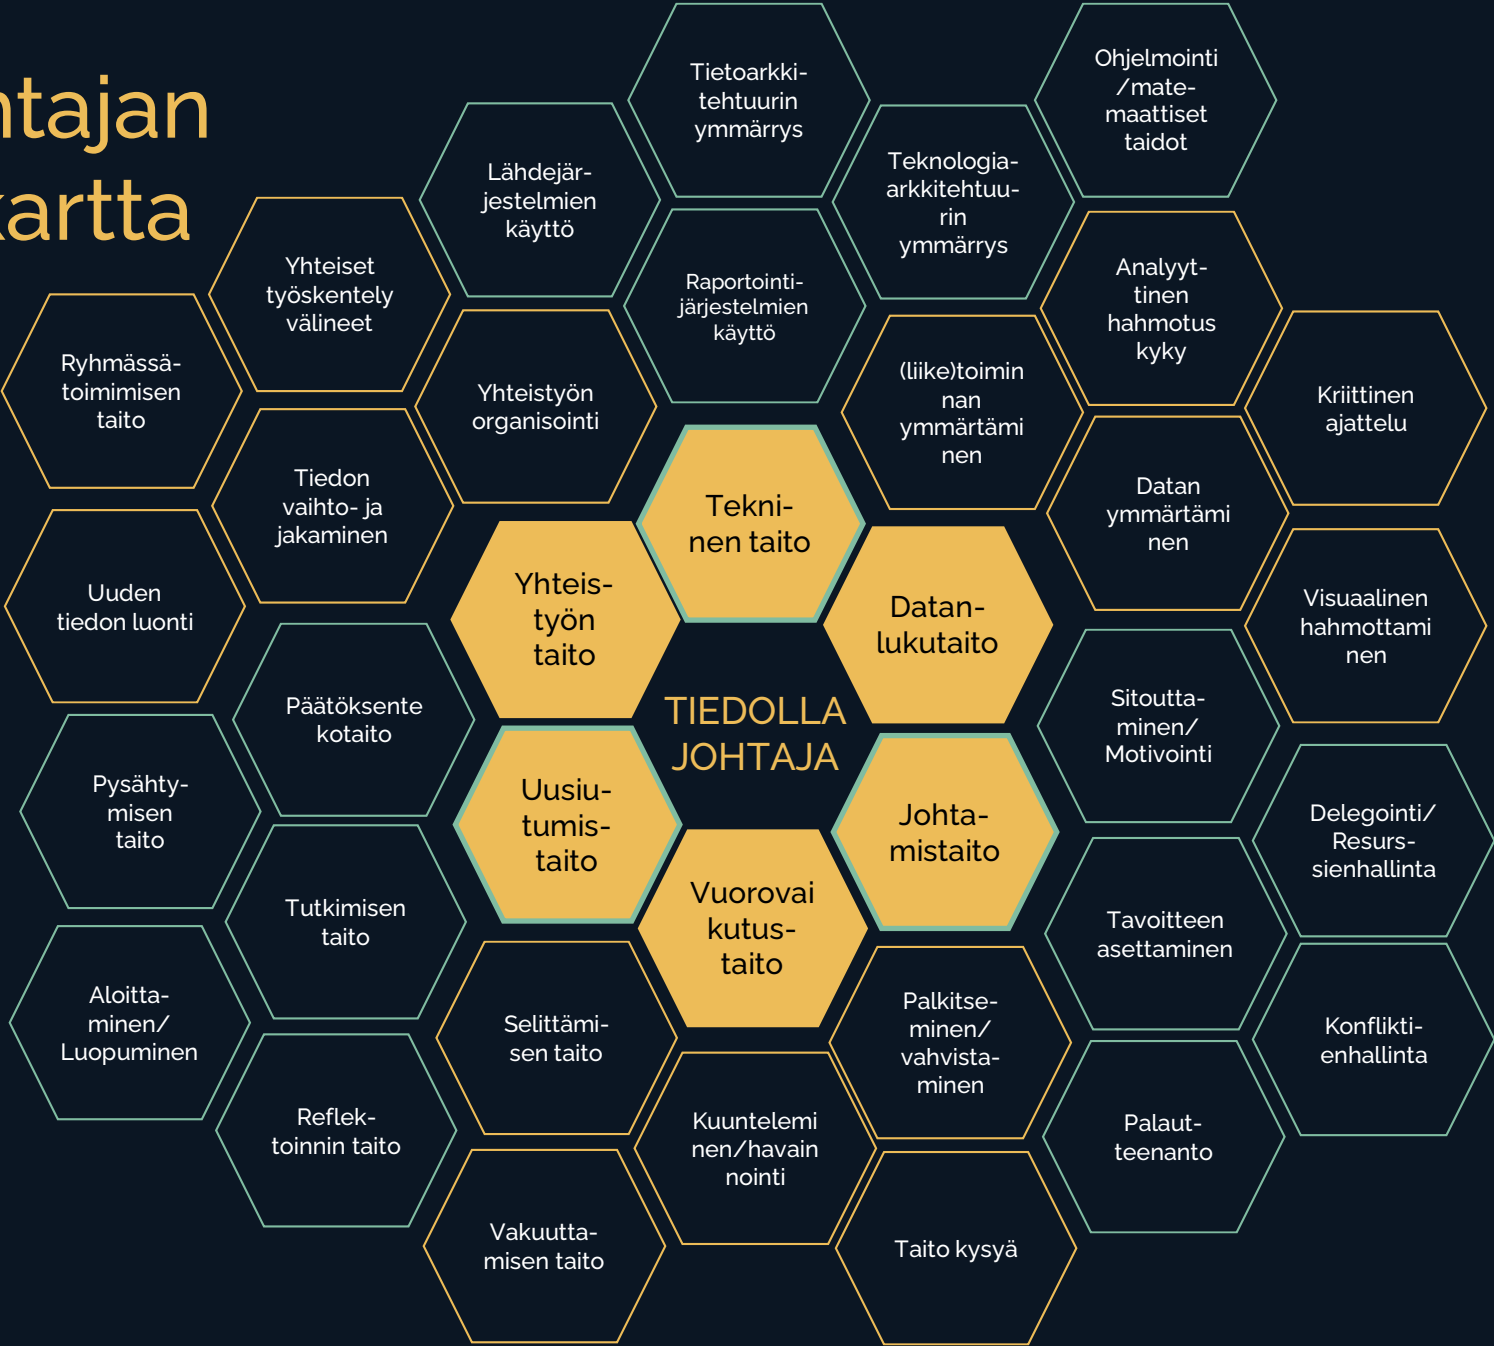 ntajan
kartta
Tietoarkki-
tehtuurin
ymmärrys
Ohjelmointi
/mate-
maattiset
taidot
Lähdejär-
jestelmien
käyttö
Teknologia-
arkkitehtuu-
rin
ymmärrys
Yhteiset
työskentely
välineet
Raportointi-
järjestelmien
käyttö
Analyyt-
tinen
hahmotus
kyky
Ryhmässä-
toimimisen
taito
Yhteistyön
organisointi
(liike)toimin
nan
ymmärtämi
nen
Kriittinen
ajattelu
Tiedon
vaihto- ja
jakaminen
Tekni-
nen taito
Datan
ymmärtämi
nen
Uuden
tiedon luonti
Yhteis-
työn
taito
Datan-
lukutaito
Visuaalinen
hahmottami
nen
Päätöksente
kotaito
TIEDOLLA
JOHTAJA
Sitoutta-
minen/
Motivointi
Pysähty-
misen
taito
Uusiu-
tumis-
taito
Johta-
mistaito
Delegointi/
Resurs-
sienhallinta
Tutkimisen
taito
Vuorovai
kutus-
taito
Tavoitteen
asettaminen
Aloitta-
minen/
Luopuminen
Selittämi-
sen taito
Palkitse-
minen/
vahvista-
minen
Konflikti-
enhallinta
Reflek-
toinnin taito
Kuuntelemi
nen/havain
nointi
Palaut-
teenanto
Vakuutta-
misen taito
Taito kysyä